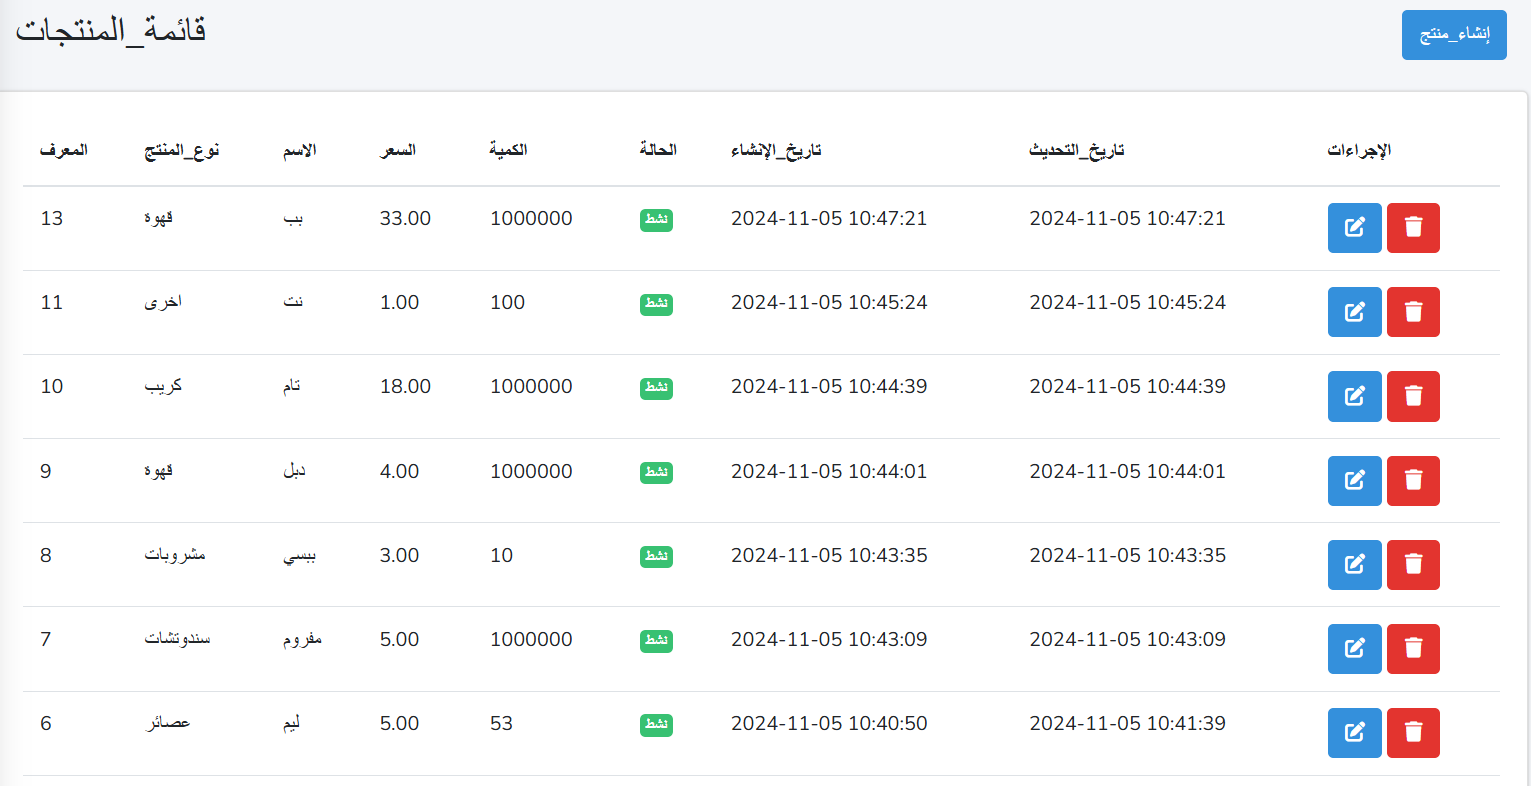 قائمة_المنتجات
إنشاء_منتج
المعرف نوع_المنتج الاسم السعر الكمية الحالة تاريخ_الإنشاء تاريخ_التحديث الإجراءات
13 قهوة بب 33.00 1000000 نشط 2024-11-05 10:47:21 2024-11-05 10:47:21
11 اخرى نت 1.00 100 نشط 2024-11-05 10:45:24 2024-11-05 10:45:24
10 كريب تام 18.00 1000000 نشط 2024-11-05 10:44:39 2024-11-05 10:44:39
9 قهوة دبل 4.00 1000000 نشط 2024-11-05 10:44:01 2024-11-05 10:44:01
8 مشروبات ببسي 3.00 10 نشط 2024-11-05 10:43:35 2024-11-05 10:43:35
7 سندوتشات مفروم 5.00 1000000 نشط 2024-11-05 10:43:09 2024-11-05 10:43:09
6 عصائر ليم 5.00 53 نشط 2024-11-05 10:40:50 2024-11-05 10:41:39